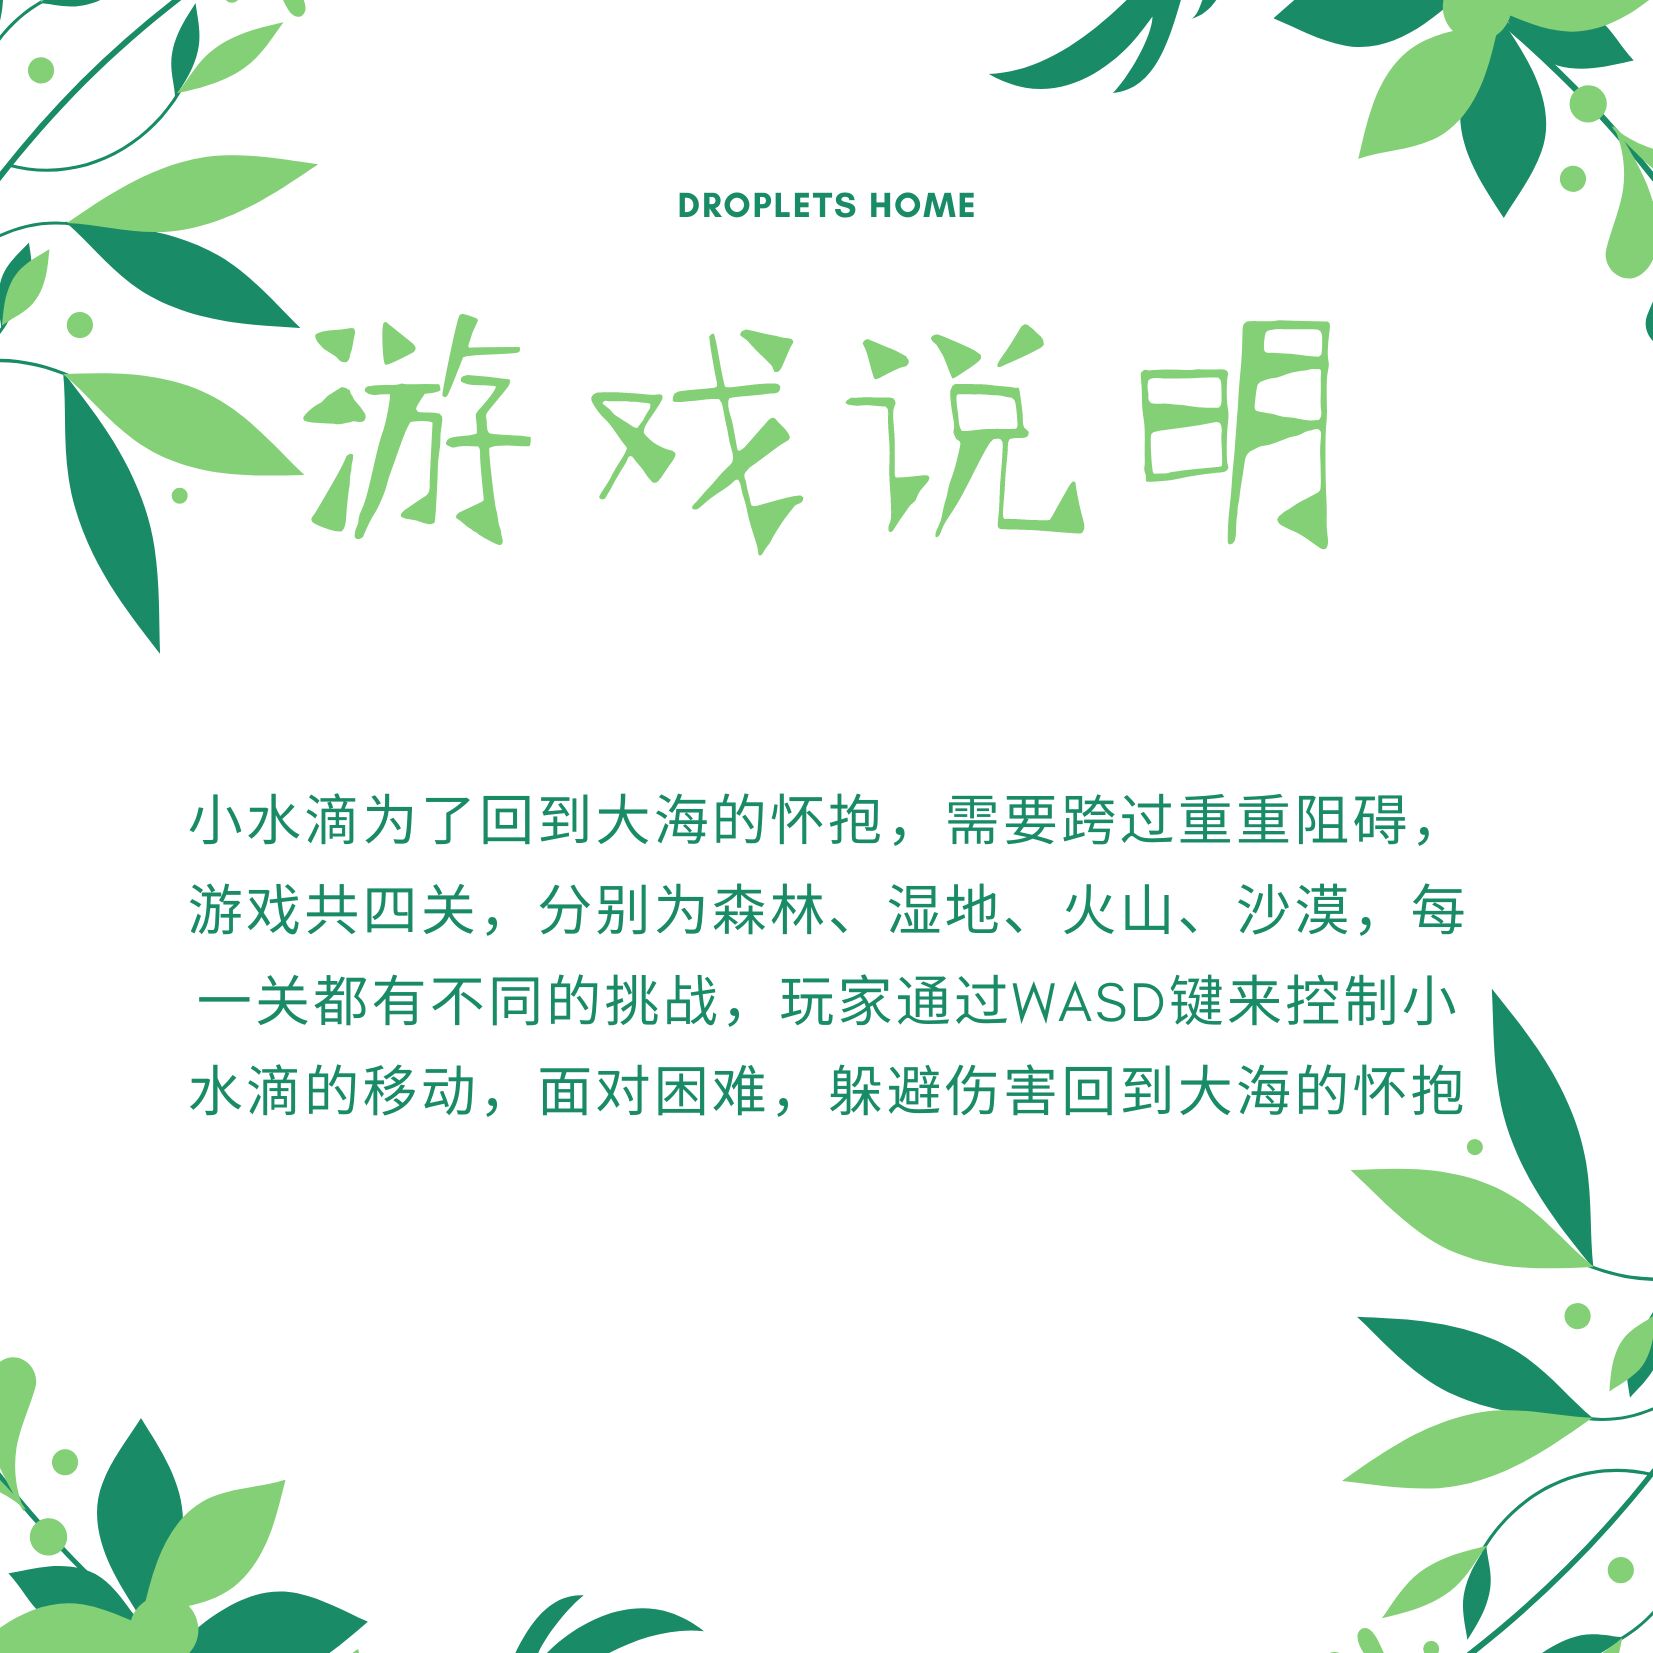 DROPLETS HOME
游戏说明
小水滴为了回到大海的怀抱，需要跨过重重阻碍，
游戏共四关，分别为森林、湿地、火山、沙漠，每
一关都有不同的挑战，玩家通过WASD键来控制小
水滴的移动，面对困难，躲避伤害回到大海的怀抱